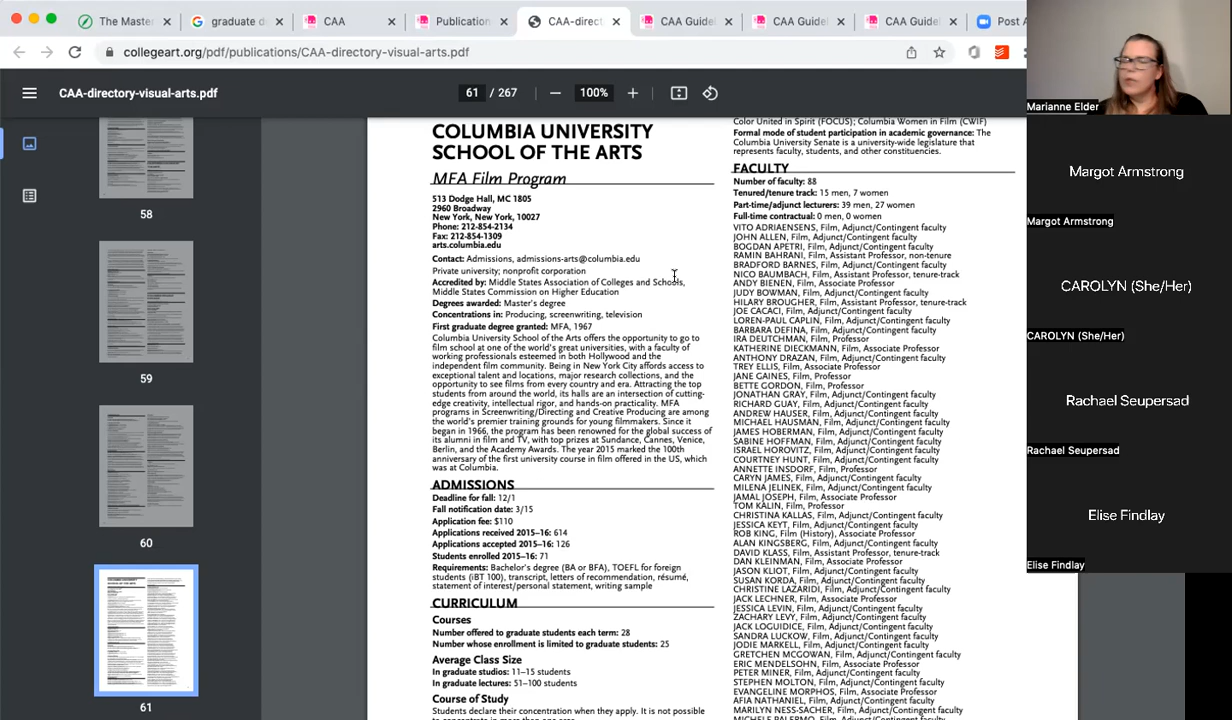 The Master
graduate d
CAA
Publication
CAA-direct
CAA Guide
CAA Guide
CAA Guide
Post A
collegeart.org/pdf/publications/CAA-directory-visual-arts.pdf
CAA-directory-visual-arts.pdf
61 / 267
100%
58
59
60
61
COLUMBIA UNIVERSITY
SCHOOL OF THE ARTS
MFA Film Program
513 Dodge Hall, MC 1805
2960 Broadway
New York, New York, 10027
Phone: 212-854-2134
Fax: 212-854-1309
arts.columbia.edu
Contact: Admissions, admissions-arts@columbia.edu
Private university; nonprofit corporation
Accredited by: Middle States Association of Colleges and Schools,
Middle States Commission on Higher Education
Degrees awarded: Master's degree
Concentrations in: Producing, screenwriting, television
First graduate degree granted: MFA, 1967
Columbia University School of the Arts offers the opportunity to go to
film school at one of the world's great universities, with a faculty of
working professionals esteemed in both Hollywood and the
independent film community. Being in New York City affords access to
exceptional talent and locations, major research collections, and the
opportunity to see films from every country and era. Attracting the top
students from around the world, its halls are an intersection of cutting-
edge creativity, intellectual rigor, and hands-on practicality. MFA
programs in Screenwriting/Directing and Creative Producing are among
the world's premier training grounds for young filmmakers. Since it
began in 1966, the program has been renowned for the global success of
its alumni in film and TV, with top prizes at Sundance, Cannes, Venice,
Berlin, and the Academy Awards. The year 2015 marked the 100th
anniversary of the first university course in film offered in the US, which
was at Columbia.
ADMISSIONS
Deadline for fall: 12/1
Fall notification date: 3/15
Application fee: $110
Applications received 2015–16: 614
Applications accepted 2015–16: 126
Students enrolled 2015–16: 71
Requirements: Bachelor's degree (BA or BFA), TOEFL for foreign
students (iBT 100), transcript, letters of recommendation, résumé,
statement of interest/personal statement, writing sample
CURRICULUM
Courses
Number offered to graduate students each term: 28
Number whose enrollment is limited to graduate students: 25
Average Class Size
In graduate studios: 11–15 students
In graduate lectures: 51–100 students
Course of Study
Students declare their concentration when they apply. It is not possible
Color United in Spirit (FOCUS); Columbia Women in Film (CWIF)
Formal mode of student participation in academic governance: The
Columbia University Senate is a university-wide legislature that
represents faculty, students, and other constituencies.
FACULTY
Number of faculty: 88
Tenured/tenure track: 15 men, 7 women
Part-time/adjunct lecturers: 39 men, 27 women
Full-time contractual: 0 men, 0 women
VITO ADRIAENSENS, Film, Adjunct/Contingent faculty
JOHN ALLEN, Film, Adjunct/Contingent faculty
BOGDAN APETRI, Film, Adjunct/Contingent faculty
RAMIN BAHRANI, Film, Assistant Professor, non-tenure
BRADFORD BARNES, Film, Adjunct/Contingent faculty
NICO BAUMBACH, Film, Assistant Professor, tenure-track
ANDY BIENEN, Film, Associate Professor
JUDY BOWMAN, Film, Adjunct/Contingent faculty
HILARY BROUGHER, Film, Assistant Professor, tenure-track
JOE CACACI, Film, Adjunct/Contingent faculty
LOREN-PAUL CAPLIN, Film, Adjunct/Contingent faculty
BARBARA DEFINA, Film, Adjunct/Contingent faculty
IRA DEUTCHMAN, Film, Professor
KATHERINE DIECKMANN, Film, Associate Professor
ANTHONY DRAZAN, Film, Adjunct/Contingent faculty
TREY ELLIS, Film, Associate Professor
JANE GAINES, Film, Professor
BETTE GORDON, Film, Professor
JONATHAN GRAY, Film, Adjunct/Contingent faculty
RICHARD GUAY, Film, Adjunct/Contingent faculty
ANDREW HAUSER, Film, Adjunct/Contingent faculty
MICHAEL HAUSMAN, Film, Adjunct/Contingent faculty
JAMES HOBERMAN, Film, Adjunct/Contingent faculty
SABINE HOFFMAN, Film, Adjunct/Contingent faculty
ISRAEL HOROVITZ, Film, Adjunct/Contingent faculty
COURTNEY HUNT, Film, Adjunct/Contingent faculty
ANNETTE INSDORF, Film, Professor
CARYN JAMES, Film, Adjunct/Contingent faculty
MILENA JELINEK, Film, Adjunct/Contingent faculty
JAMAL JOSEPH, Film, Associate Professor
TOM KALIN, Film, Professor
CHRISTINA KALLAS, Film, Adjunct/Contingent faculty
JESSICA KEYT, Film, Adjunct/Contingent faculty
ROB KING, Film (History), Associate Professor
ALAN KINGSBERG, Film, Adjunct/Contingent faculty
DAVID KLASS, Film, Assistant Professor, tenure-track
DAN KLEINMAN, Film, Associate Professor
JASON KLIOT, Film, Adjunct/Contingent faculty
SUSAN KORDA, Film, Adjunct/Contingent faculty
CHRISTINE LAZARIDI, Film, Adjunct/Contingent faculty
JACK LECHNER, Film, Associate Professor
JESSICA LEVIN, Film, Adjunct/Contingent faculty
ZACHARY LEVY, Film, Adjunct/Contingent faculty
JACK LOGUIDICE, Film, Adjunct/Contingent faculty
SANDRA LUCKOW, Film, Adjunct/Contingent faculty
JODIE MARKELL, Film, Adjunct/Contingent faculty
GRETCHEN MCGOWAN, Film, Adjunct/Contingent faculty
ERIC MENDELSOHN, Film, Associate Professor
PETER MINER, Film, Adjunct/Contingent faculty
STEPHEN MOLTON, Film, Adjunct/Contingent faculty
EVANGELINE MORPHOS, Film, Associate Professor
AFIA NATHANIEL, Film, Adjunct/Contingent faculty
MARILYN NESS-SACHER, Film, Adjunct/Contingent faculty
Marianne Elder
Margot Armstrong
Margot Armstrong
CAROLYN (She/Her)
CAROLYN (She/Her)
Rachael Seupersad
Rachael Seupersad
Elise Findlay
Elise Findlay